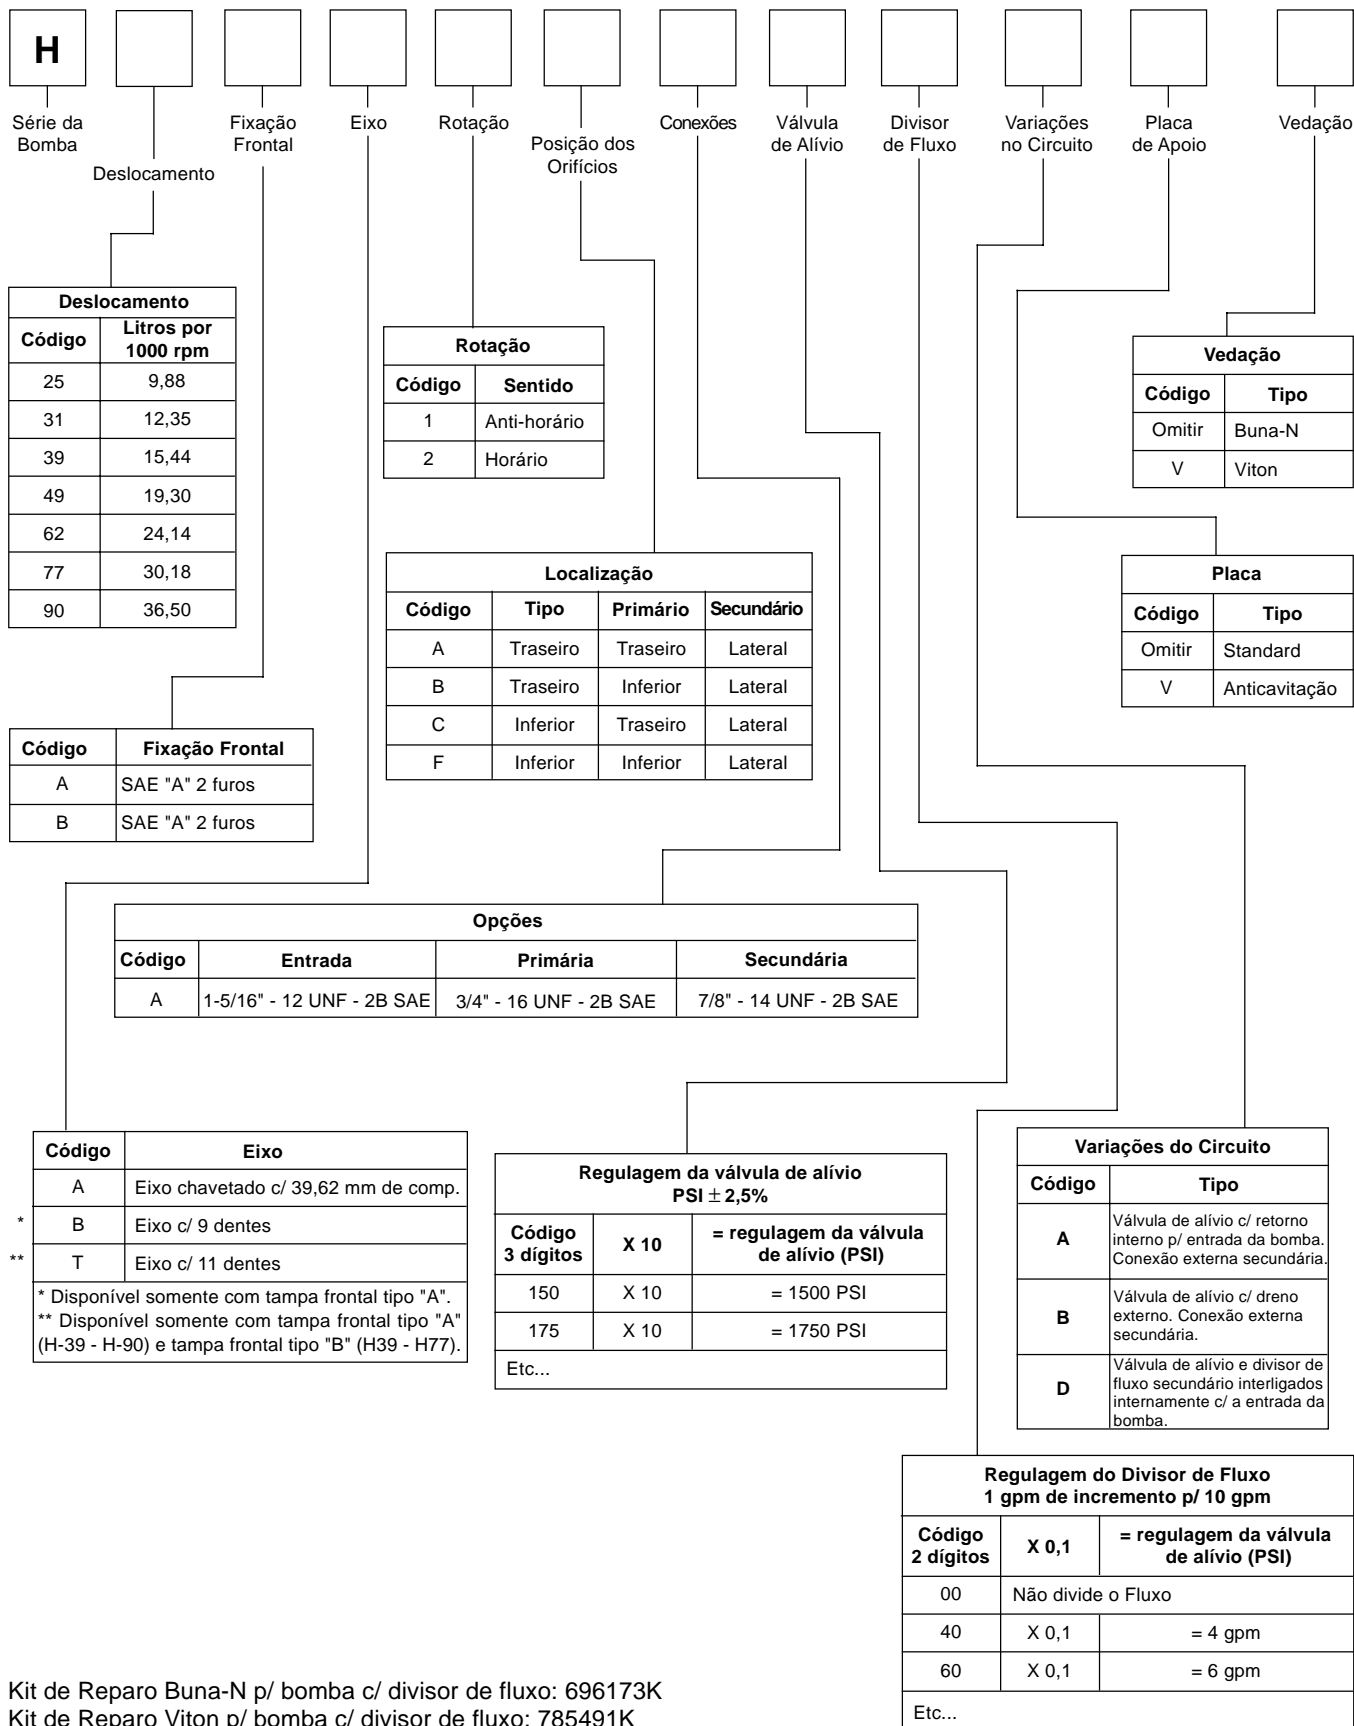 H
Série da
Bomba
Deslocamento
Fixação
Frontal
Eixo
Rotação
Posição dos
Orifícios
Conexões
Válvula
de Alívio
Divisor
de Fluxo
Variações
no Circuito
Placa
de Apoio
Vedação
Deslocamento
Código Litros por
1000 rpm
25 9,88
31 12,35
39 15,44
49 19,30
62 24,14
77 30,18
90 36,50
Rotação
Código Sentido
1 Anti-horário
2 Horário
Vedação
Código Tipo
Omitir Buna-N
V Viton
Localização
Código Tipo Primário Secundário
A Traseiro Traseiro Lateral
B Traseiro Inferior Lateral
C Inferior Traseiro Lateral
F Inferior Inferior Lateral
Placa
Código Tipo
Omitir Standard
V Anticavitação
Código Fixação Frontal
A SAE "A" 2 furos
B SAE "A" 2 furos
Opções
Código Entrada Primária Secundária
A 1-5/16" - 12 UNF - 2B SAE 3/4" - 16 UNF - 2B SAE 7/8" - 14 UNF - 2B SAE
Código Eixo
A Eixo chavetado c/ 39,62 mm de comp.
* B Eixo c/ 9 dentes
** T Eixo c/ 11 dentes
* Disponível somente com tampa frontal tipo "A".
** Disponível somente com tampa frontal tipo "A"
(H-39 - H-90) e tampa frontal tipo "B" (H39 - H77).
Regulagem da válvula de alívio
PSI ± 2,5%
Código
3 dígitos X 10 = regulagem da válvula
de alívio (PSI)
150 X 10 = 1500 PSI
175 X 10 = 1750 PSI
Etc...
Variações do Circuito
Código Tipo
A Válvula de alívio c/ retorno
interno p/ entrada da bomba.
Conexão externa secundária.
B Válvula de alívio c/ dreno
externo. Conexão externa
secundária.
D Válvula de alívio e divisor de
fluxo secundário interligados
internamente c/ a entrada da
bomba.
Regulagem do Divisor de Fluxo
1 gpm de incremento p/ 10 gpm
Código
2 dígitos X 0,1 = regulagem da válvula
de alívio (PSI)
00 Não divide o Fluxo
40 X 0,1 = 4 gpm
60 X 0,1 = 6 gpm
Etc...
Kit de Reparo Buna-N p/ bomba c/ divisor de fluxo: 696173K
Kit de Reparo Viton p/ bomba c/ divisor de fluxo: 785491K